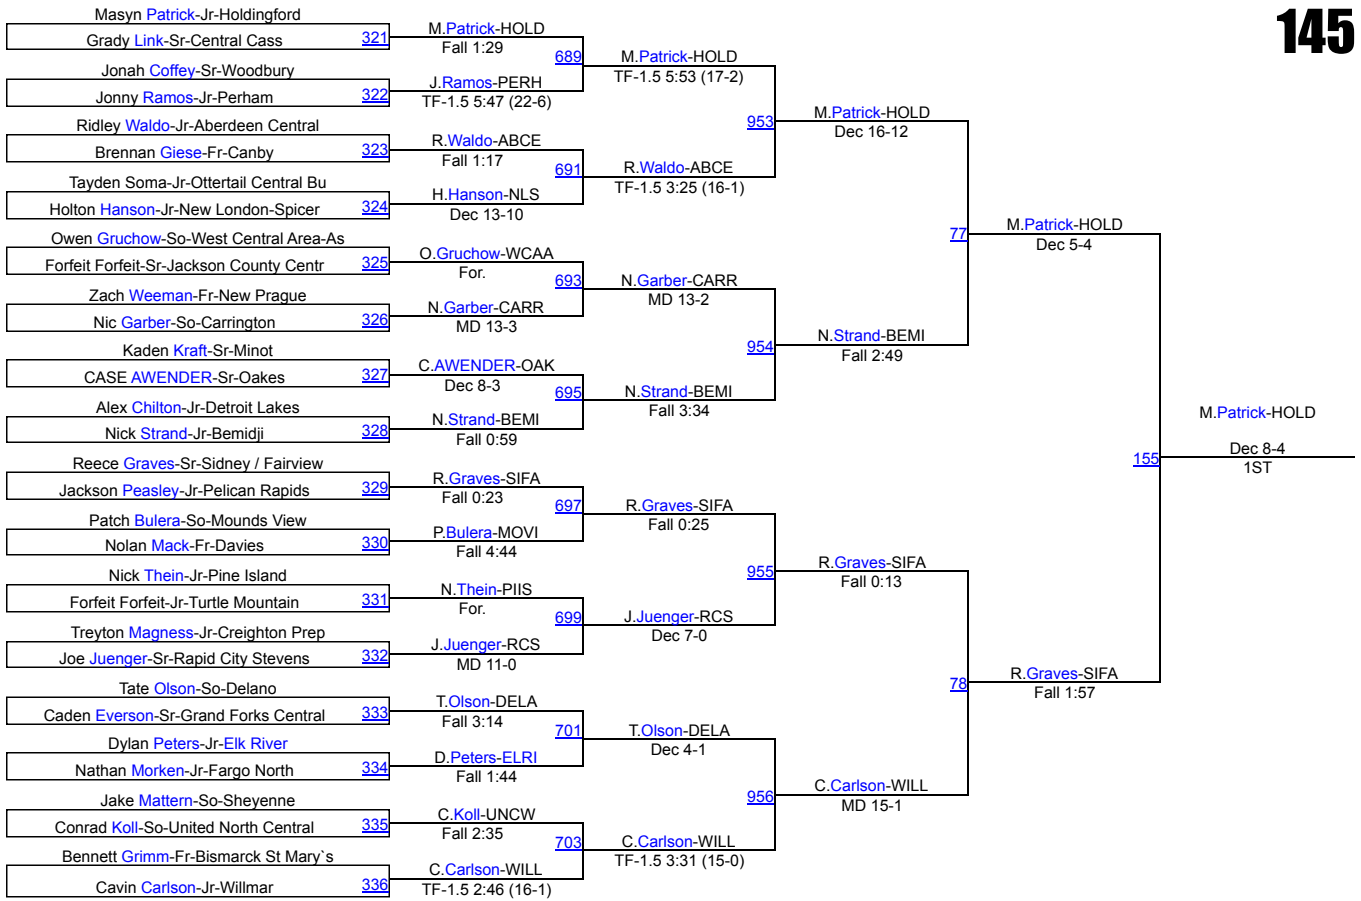 145
Masyn Patrick-Jr-Holdingford
Grady Link-Sr-Central Cass 321
Jonah Coffey-Sr-Woodbury
Jonny Ramos-Jr-Perham 322
Ridley Waldo-Jr-Aberdeen Central
Brennan Giese-Fr-Canby 323
Tayden Soma-Jr-Ottertail Central Bu
Holton Hanson-Jr-New London-Spicer 324
Owen Gruchow-So-West Central Area-As
Forfeit Forfeit-Sr-Jackson County Centr 325
Zach Weeman-Fr-New Prague
Nic Garber-So-Carrington 326
Kaden Kraft-Sr-Minot
CASE AWENDER-Sr-Oakes 327
Alex Chilton-Jr-Detroit Lakes
Nick Strand-Jr-Bemidji 328
Reece Graves-Sr-Sidney / Fairview
Jackson Peasley-Jr-Pelican Rapids 329
Patch Bulera-So-Mounds View
Nolan Mack-Fr-Davies 330
Nick Thein-Jr-Pine Island
Forfeit Forfeit-Jr-Turtle Mountain 331
Treyton Magness-Jr-Creighton Prep
Joe Juenger-Sr-Rapid City Stevens 332
Tate Olson-So-Delano
Caden Everson-Sr-Grand Forks Central 333
Dylan Peters-Jr-Elk River
Nathan Morken-Jr-Fargo North 334
Jake Mattern-So-Sheyenne
Conrad Koll-So-United North Central 335
Bennett Grimm-Fr-Bismarck St Mary`s
Cavin Carlson-Jr-Willmar 336
M.Patrick-HOLD
Fall 1:29
689
J.Ramos-PERH
TF-1.5 5:47 (22-6)
R.Waldo-ABCE
Fall 1:17
691
H.Hanson-NLS
Dec 13-10
O.Gruchow-WCAA
For.
693
N.Garber-CARR
MD 13-3
C.AWENDER-OAK
Dec 8-3
695
N.Strand-BEMI
Fall 0:59
R.Graves-SIFA
Fall 0:23
697
P.Bulera-MOVI
Fall 4:44
N.Thein-PIIS
For.
699
J.Juenger-RCS
MD 11-0
T.Olson-DELA
Fall 3:14
701
D.Peters-ELRI
Fall 1:44
C.Koll-UNCW
Fall 2:35
703
C.Carlson-WILL
TF-1.5 2:46 (16-1)
M.Patrick-HOLD
TF-1.5 5:53 (17-2)
953
R.Waldo-ABCE
TF-1.5 3:25 (16-1)
N.Garber-CARR
MD 13-2
954
N.Strand-BEMI
Fall 3:34
R.Graves-SIFA
Fall 0:25
955
J.Juenger-RCS
Dec 7-0
T.Olson-DELA
Dec 4-1
956
C.Carlson-WILL
TF-1.5 3:31 (15-0)
M.Patrick-HOLD
Dec 16-12
77
N.Strand-BEMI
Fall 2:49
R.Graves-SIFA
Fall 0:13
78
C.Carlson-WILL
MD 15-1
M.Patrick-HOLD
Dec 5-4
155
R.Graves-SIFA
Fall 1:57
M.Patrick-HOLD
Dec 8-4
1ST